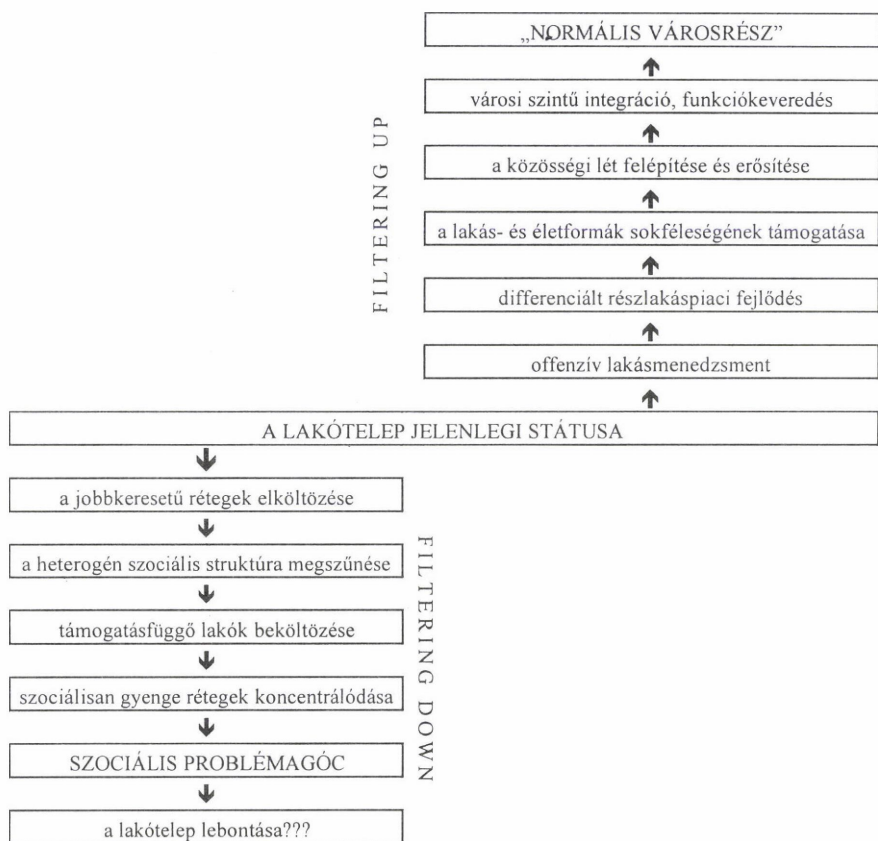 „NORMÁLIS VÁROSRÉSZ”
városi szintű integráció, funkciókeveredés
a közösségi lét felépítése és erősítése
a lakás- és életformák sokféleségének támogatása
differenciált részlakáspiaci fejlődés
offenzív lakásmenedzsment
FILTERING UP
A LAKÓTELEP JELENLEGI STÁTUSA
a jobbkeresetű rétegek elköltözése
a heterogén szociális struktúra megszűnése
támogatásfüggő lakók beköltözése
szociálisan gyenge rétegek koncentrálódása
SZOCIÁLIS PROBLÉMAGÓC
a lakótelep lebontása???
FILTERING DOWN